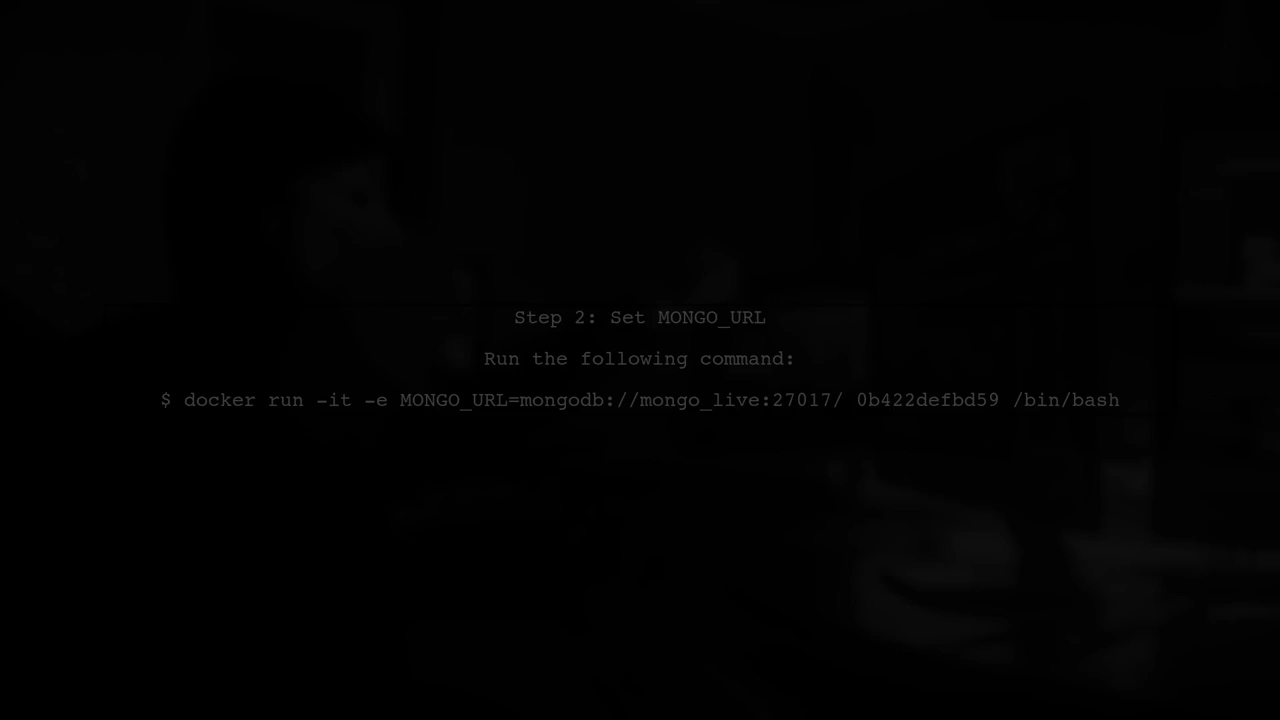 Step 2: Set MONGO_URL
Run the following command:
$ docker run -it -e MONGO_URL=mongodb://mongo_live:27017/ 0b422defbd59 /bin/bash